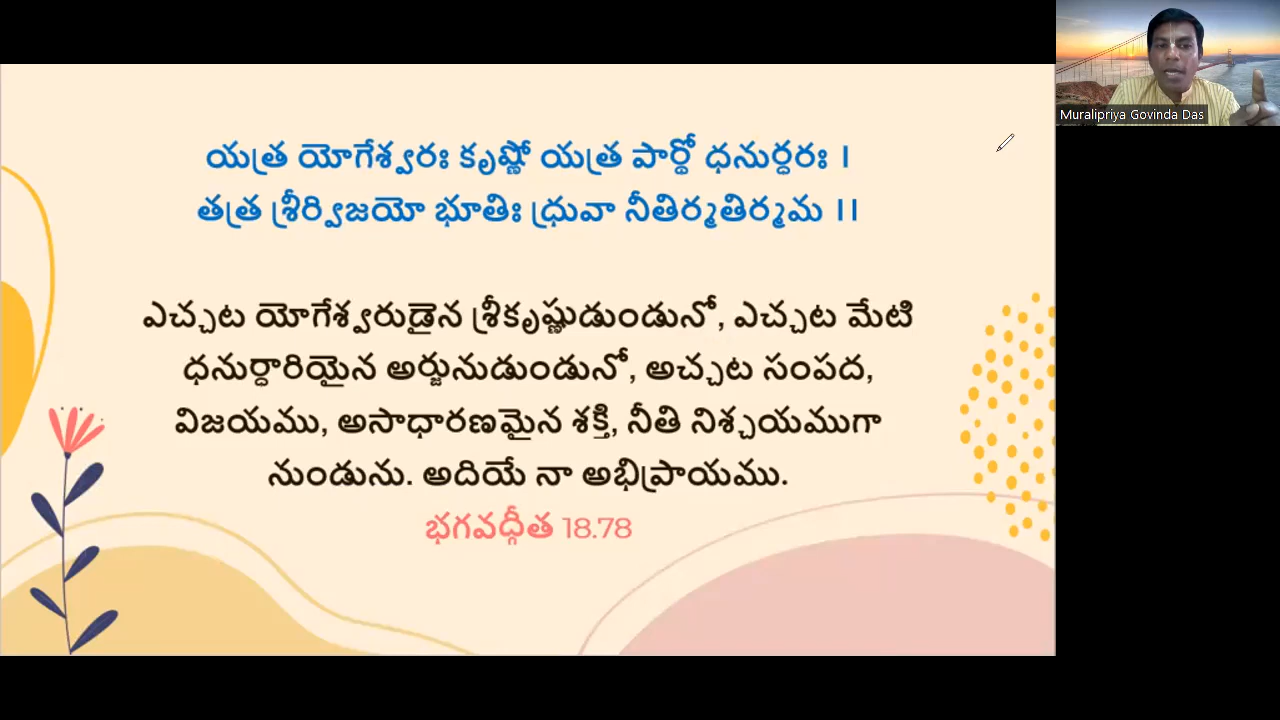 యత్ర యోగేశ్వరః కృష్ణో యత్ర పార్థో ధనుర్ధరః ।
తత్ర శ్రీర్విజయో భూతిః ధ్రువా నీతిర్మతిర్మమ ।।
ఎచ్చట యోగేశ్వరుడైన శ్రీకృష్ణుడుండునో, ఎచ్చట మేటి
ధనుర్ధారియైన అర్జునుడుండునో, అచ్చట సంపద,
విజయము, అసాధారణమైన శక్తి, నీతి నిశ్చయముగా
నుండును. అదియే నా అభిప్రాయము.
భగవద్గీత 18.78
Muralipriya Govinda Das